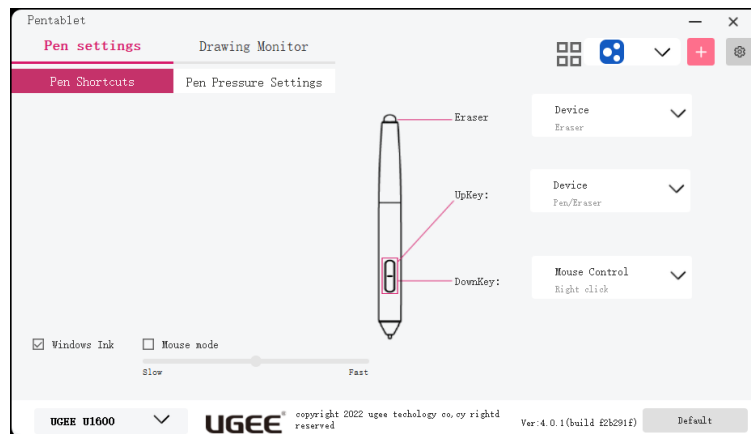 Pentablet
Pen settings
Drawing Monitor
Pen Shortcuts
Pen Pressure Settings
Eraser
Device
Eraser
UpKey:
Device
Pen/Eraser
DownKey:
Mouse Control
Right click
Windows Ink
Mouse mode
Slow
Fast
UGEE U1600
UGEE®
copyright 2022 ugee techology co,cy rightd
reserved
Ver:4.0.1(build f2b291f)
Default